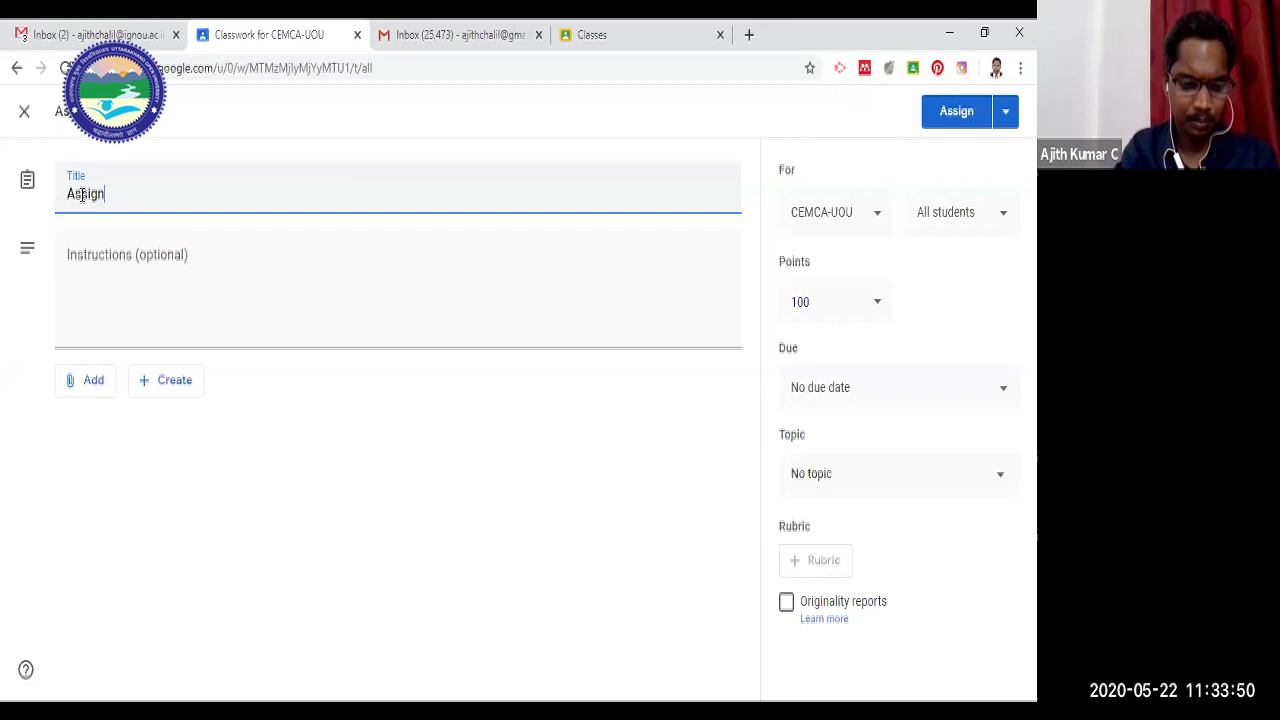 Inbox (2) - ajithchalil@ignou.ac.i
Classwork for CEMCA-UOU
Inbox (25,473) - ajithchalil@gma
Classes
google.com/u/0/w/MTMzMjIyMjYyMTU1/t/all
Assign
Title
Assign
Instructions (optional)
Add
Create
For
CEMCA-UOU
All students
Points
100
Due
No due date
Topic
No topic
Rubric
Rubric
Originality reports
Learn more
Ajith Kumar C
2020-05-22 11:33:50